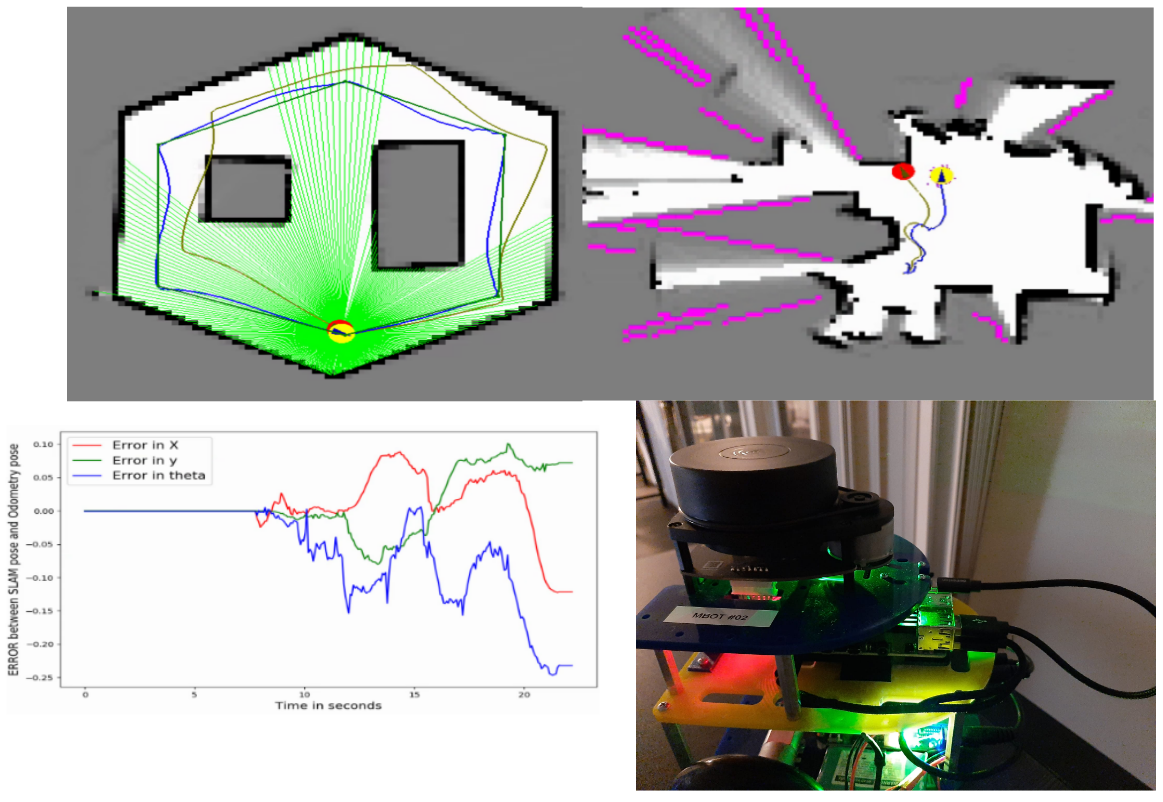 ERROR between SLAM pose and Odometry pose
0.10
0.05
0.00
−0.05
−0.10
−0.15
−0.20
−0.25
Error in X
Error in y
Error in theta
0 5 10 15 20
Time in seconds
MBOT #02